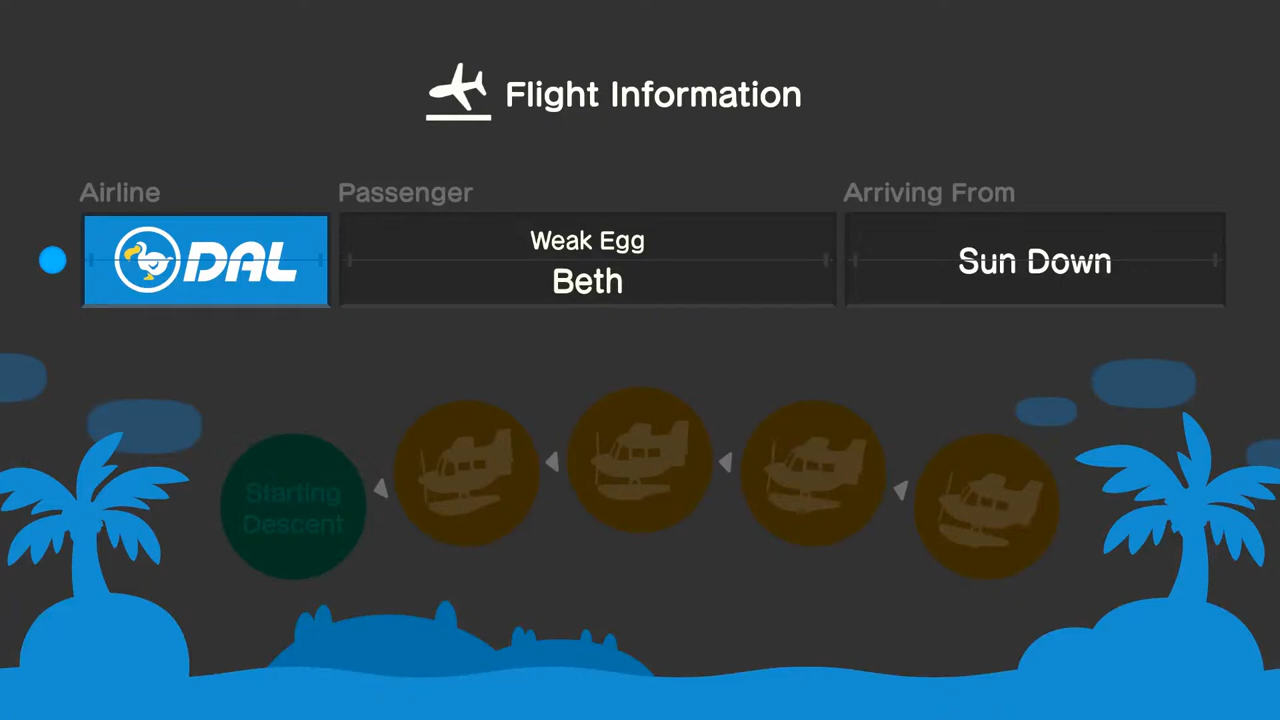 Flight Information
Airline
Passenger
Arriving From
DAL
Weak Egg
Beth
Sun Down
Starting
Descent